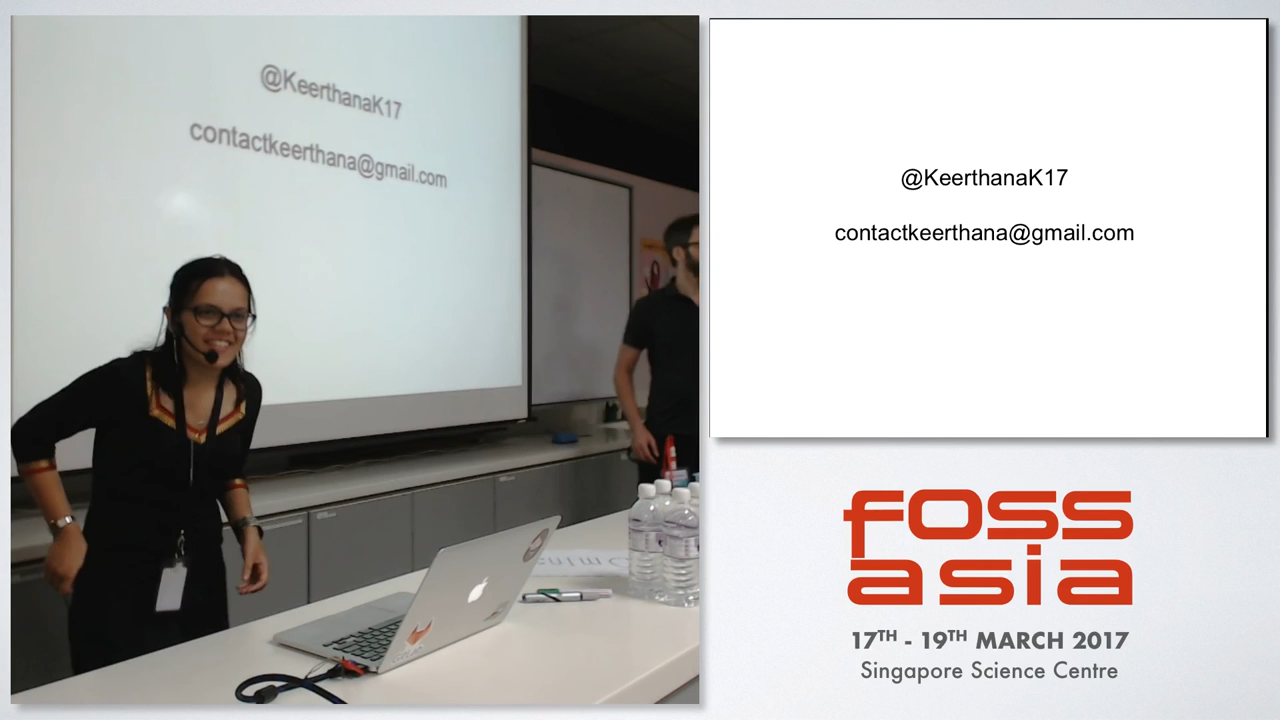 @KeerthanaK17
contactkeerthana@gmail.com
@KeerthanaK17
contactkeerthana@gmail.com
foss
asia
17TH - 19TH MARCH 2017
Singapore Science Centre